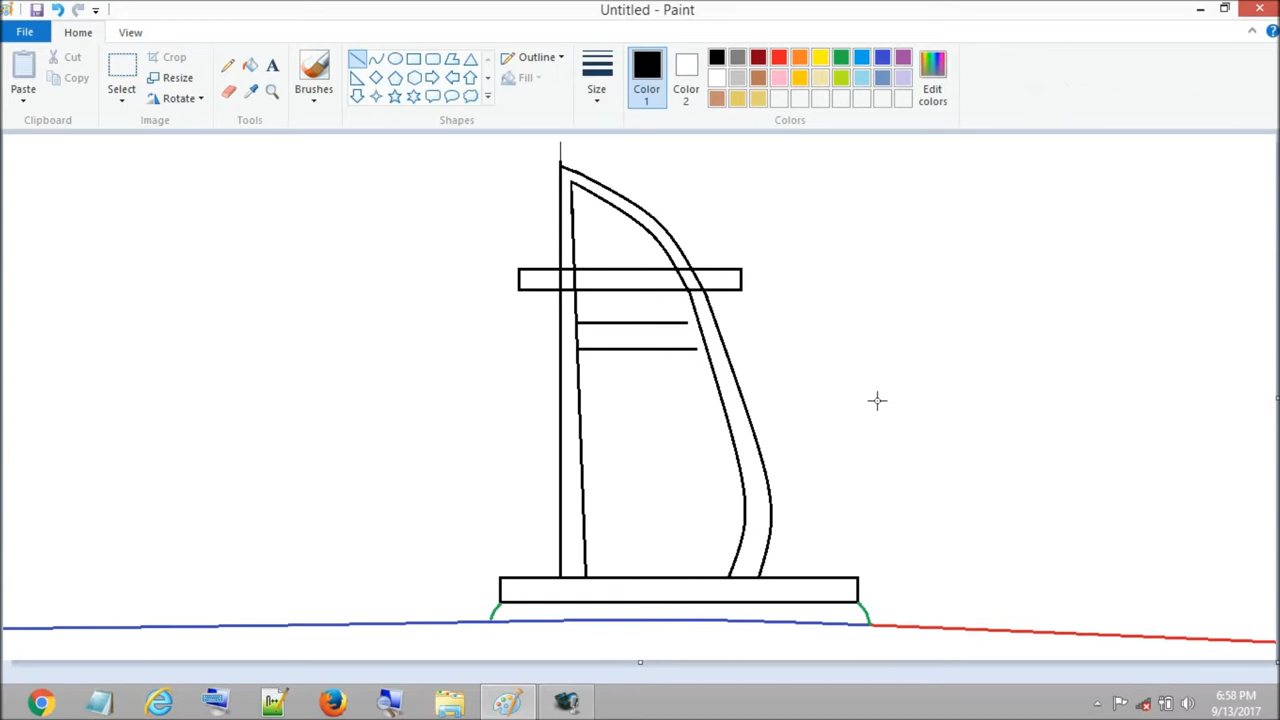 Untitled - Paint
File
Home
View
Paste
Cut
Copy
Clipboard
Select
Crop
Resize
Rotate
Image
A
Tools
Brushes
Shapes
Outline
Fill
Size
Color 1
Color 2
Edit colors
Colors
6:58 PM
9/13/2017